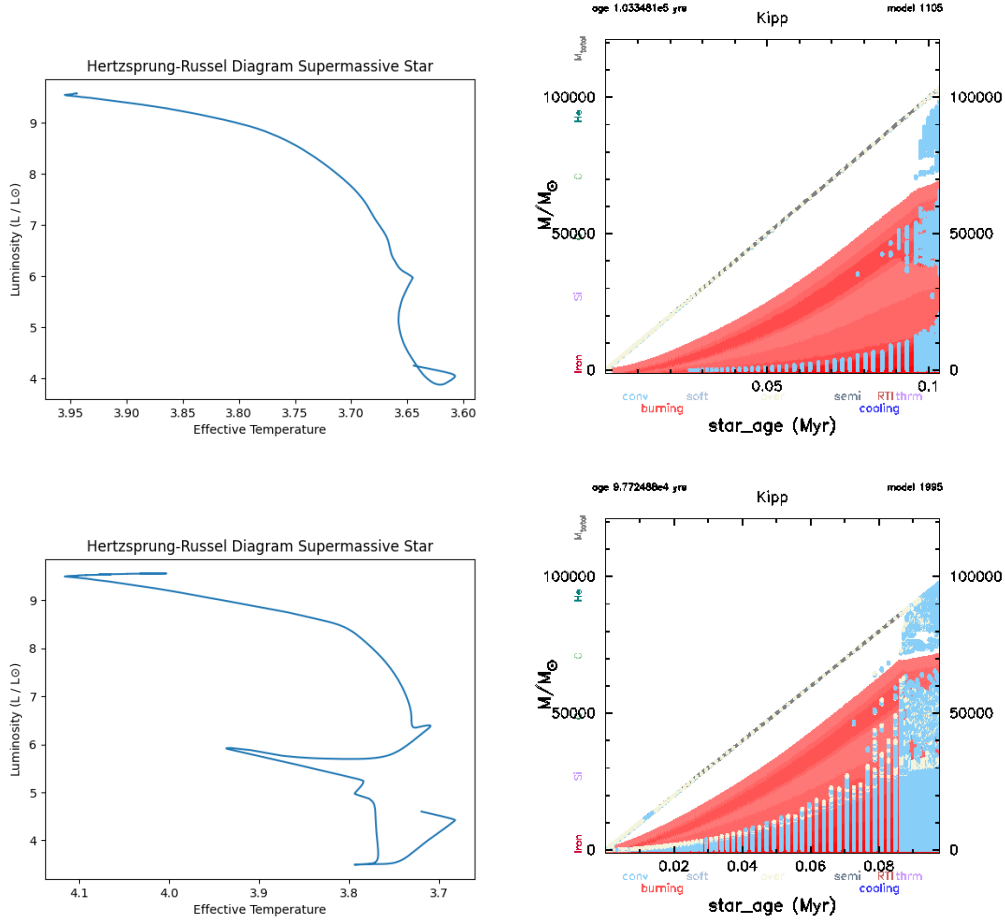 age 1.033481e5 yrs
model 1105
Kipp
Hertzsprung-Russel Diagram Supermassive Star
Luminosity (L / L⊙)
9
8
7
6
5
4
3.95 3.90 3.85 3.80 3.75 3.70 3.65 3.60
Effective Temperature
M_total
He
C
Si
Iron
M/M⊙
100000
50000
0
100000
50000
0
0.05 0.1
conv soft over semi RTI thrm
burning cooling
star_age (Myr)
age 9.772488e4 yrs
model 1995
Kipp
Hertzsprung-Russel Diagram Supermassive Star
Luminosity (L / L⊙)
9
8
7
6
5
4
4.1 4.0 3.9 3.8 3.7
Effective Temperature
M_total
He
C
Si
Iron
M/M⊙
100000
50000
0
100000
50000
0
0.02 0.04 0.06 0.08
conv soft over semi RTI thrm
burning cooling
star_age (Myr)